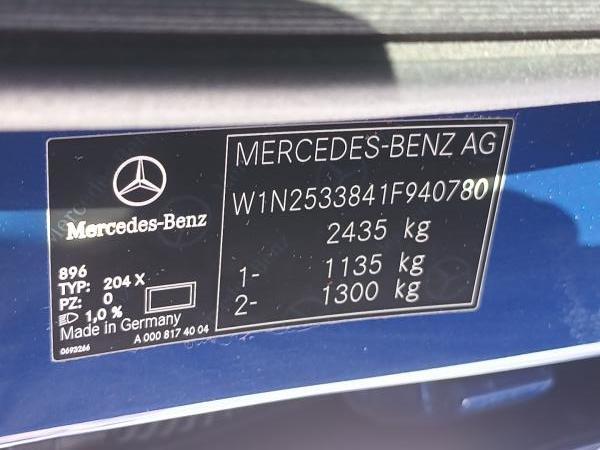 Mercedes-Benz
896
TYP: 204 X
PZ: 0
1,0 %
Made in Germany
A 000 817 40 04
0693266
MERCEDES-BENZ AG
W1N2533841F940780
2435 kg
1- 1135 kg
2- 1300 kg